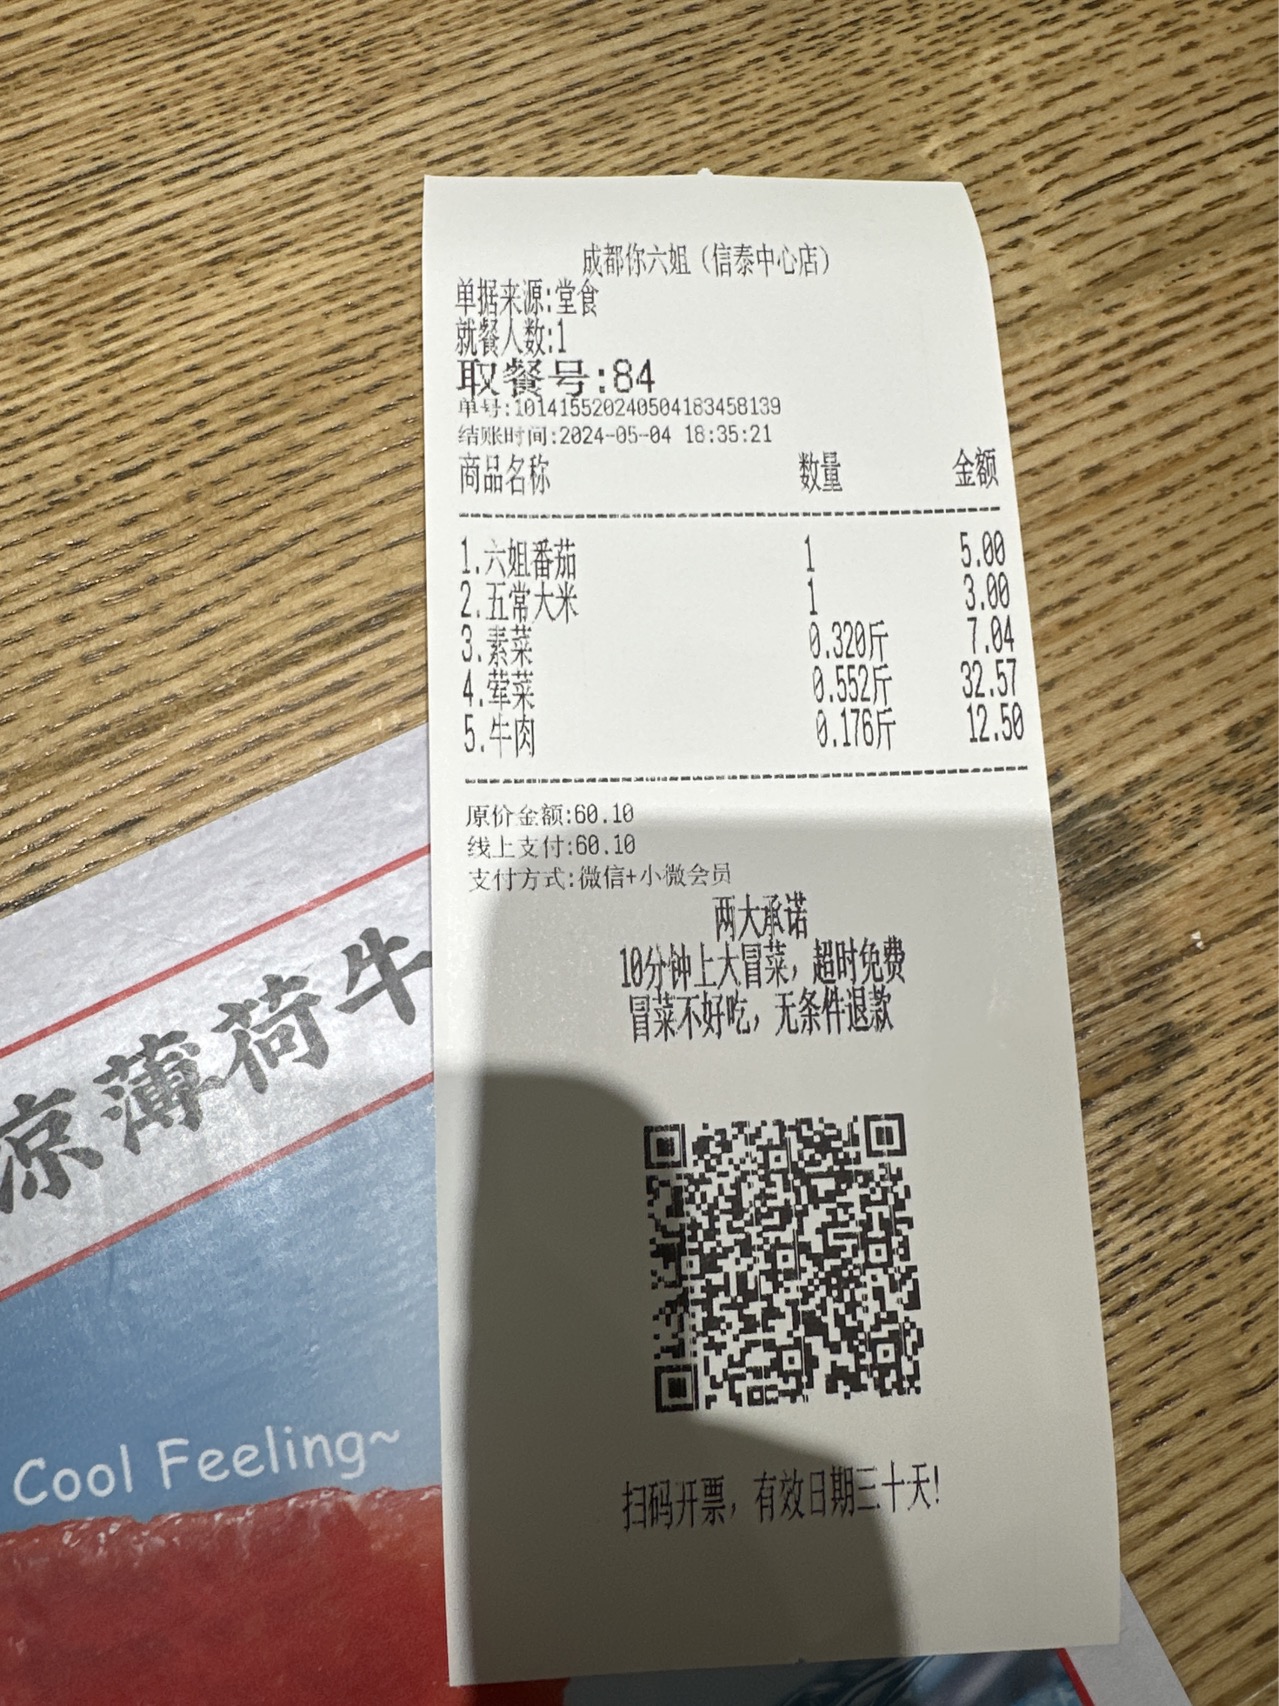 成都你六姐（信泰中心店）
单据来源:堂食
就餐人数:1
取餐号:84
单号:101415520240504183458139
结账时间:2024-05-04 18:35:21
商品名称 数量 金额
1.六姐番茄 1 5.00
2.五常大米 1 3.00
3.素菜 0.320斤 7.04
4.荤菜 0.552斤 32.57
5.牛肉 0.176斤 12.50
原价金额:60.10
线上支付:60.10
支付方式:微信+小微会员
两大承诺
10分钟上大冒菜，超时免费
冒菜不好吃，无条件退款
扫码开票，有效日期三十天!
凉薄荷牛
Cool Feeling~